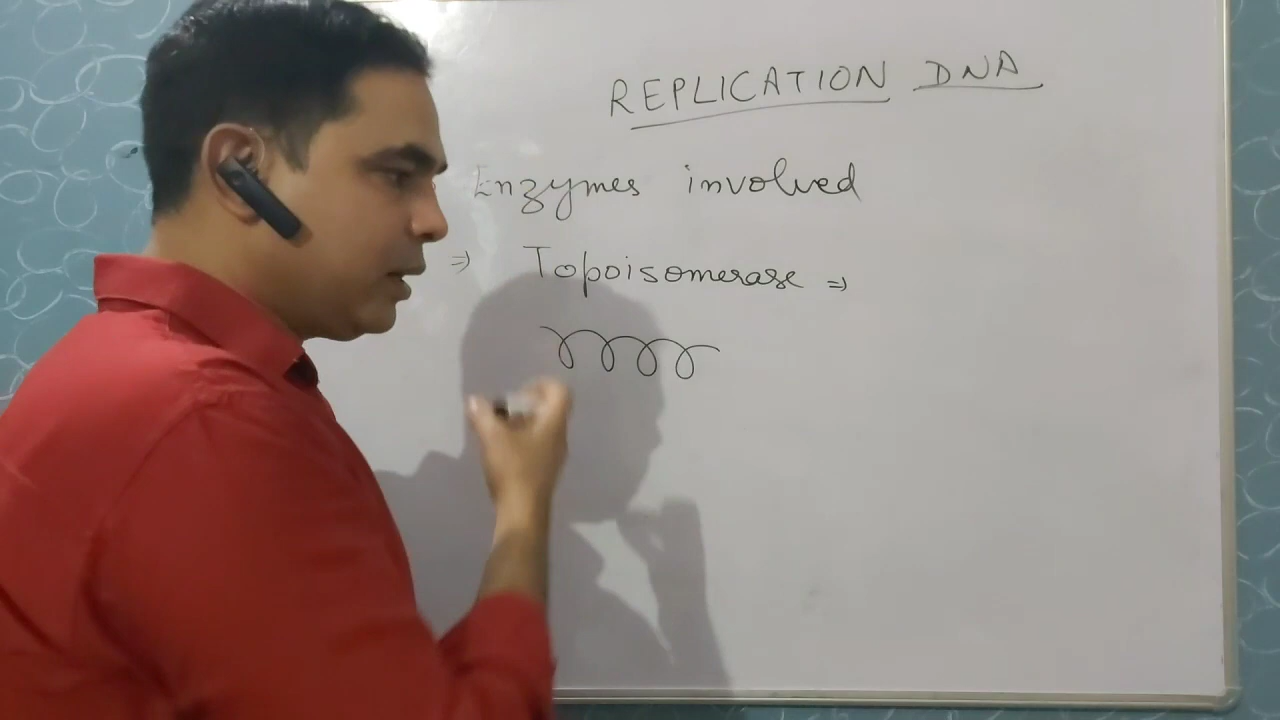 REPLICATION DNA
Enzymes involved
⇒ Topoisomerase ⇒